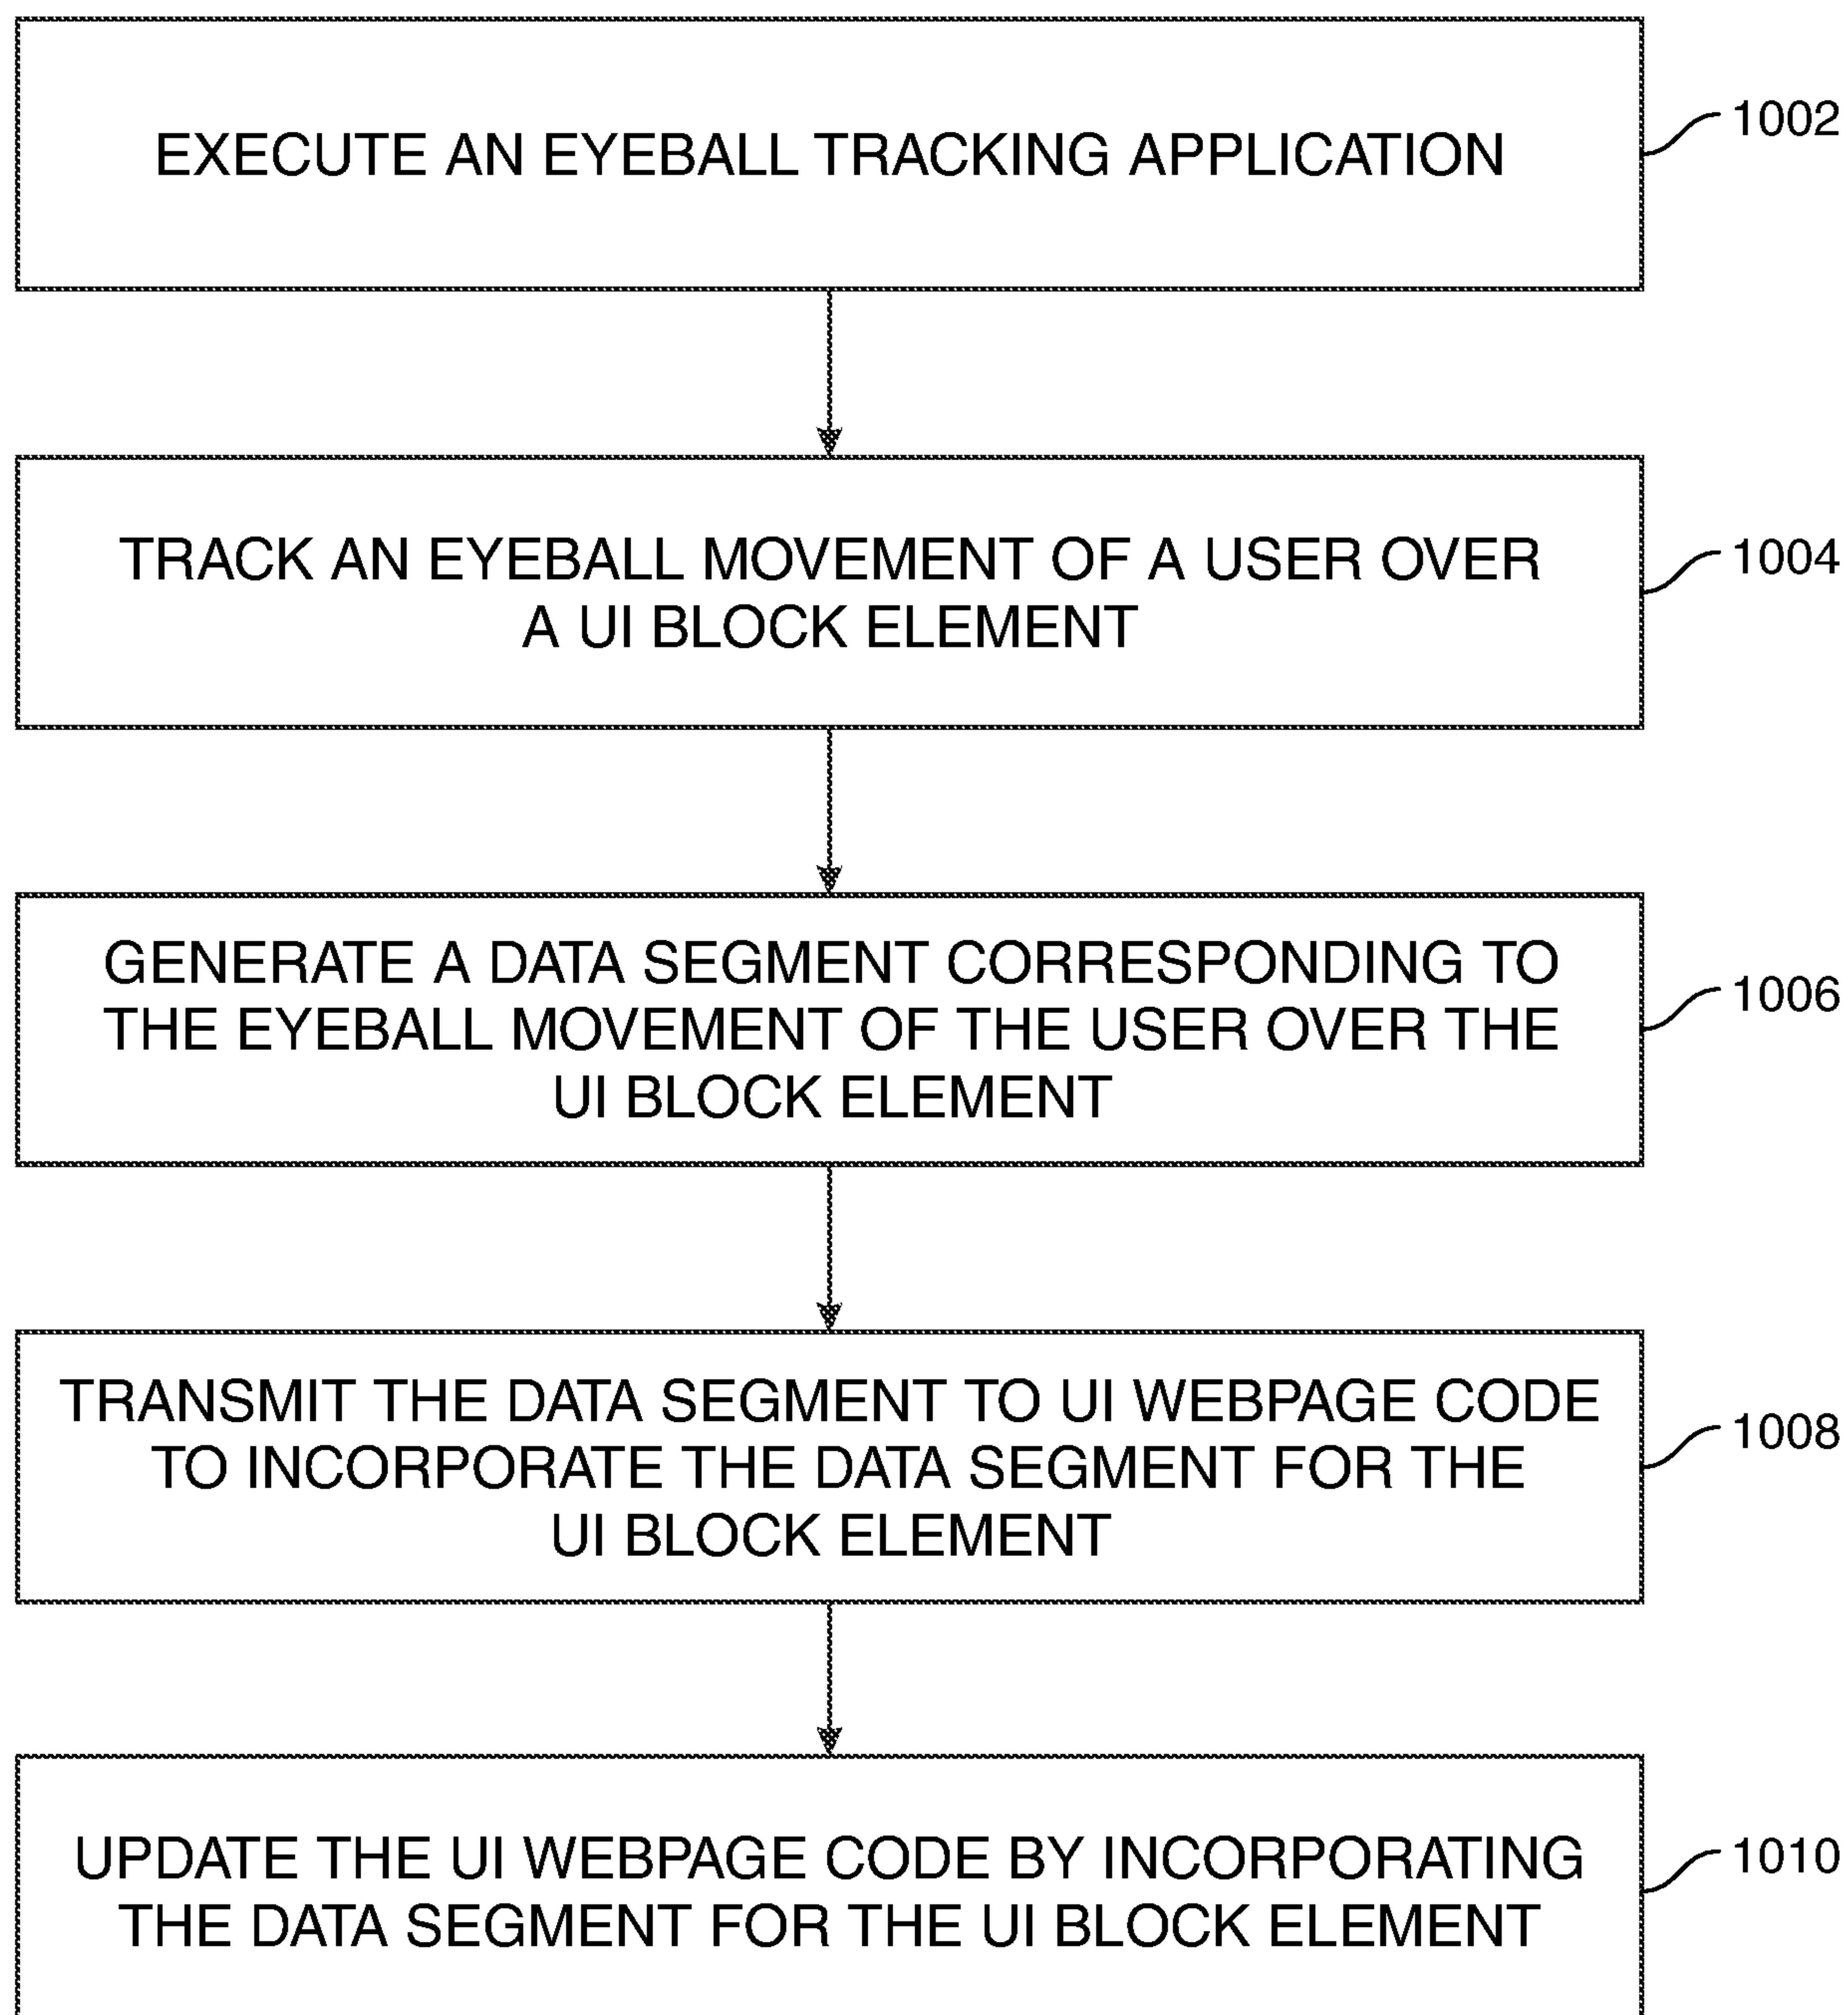 EXECUTE AN EYEBALL TRACKING APPLICATION
1002
TRACK AN EYEBALL MOVEMENT OF A USER OVER
A UI BLOCK ELEMENT
1004
GENERATE A DATA SEGMENT CORRESPONDING TO
THE EYEBALL MOVEMENT OF THE USER OVER THE
UI BLOCK ELEMENT
1006
TRANSMIT THE DATA SEGMENT TO UI WEBPAGE CODE
TO INCORPORATE THE DATA SEGMENT FOR THE
UI BLOCK ELEMENT
1008
UPDATE THE UI WEBPAGE CODE BY INCORPORATING
THE DATA SEGMENT FOR THE UI BLOCK ELEMENT
1010